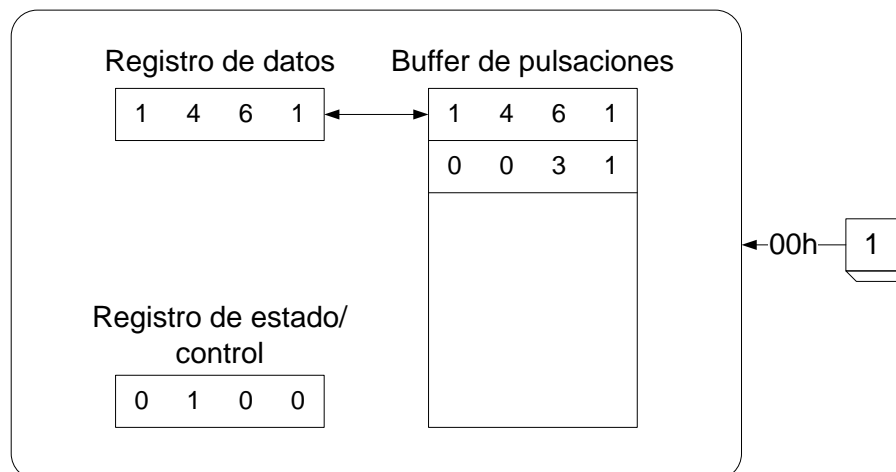 Registro de datos
Buffer de pulsaciones
1 4 6 1
1 4 6 1
0 0 3 1
00h
1
Registro de estado/
control
0 1 0 0